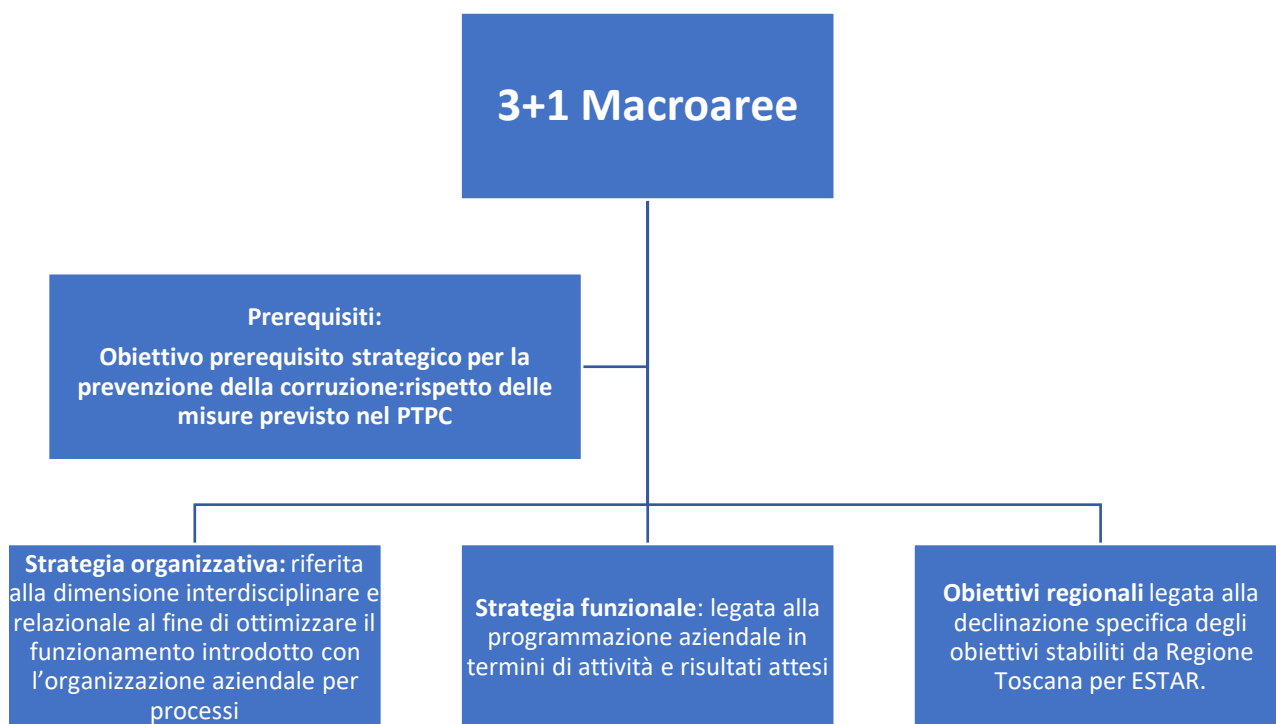 3+1 Macroaree
Prerequisiti:
Obiettivo prerequisito strategico per la
prevenzione della corruzione:rispetto delle
misure previsto nel PTPC
Strategia organizzativa: riferita
alla dimensione interdisciplinare e
relazionale al fine di ottimizzare il
funzionamento introdotto con
l’organizzazione aziendale per
processi
Strategia funzionale: legata alla
programmazione aziendale in
termini di attività e risultati attesi
Obiettivi regionali legata alla
declinazione specifica degli
obiettivi stabiliti da Regione
Toscana per ESTAR.